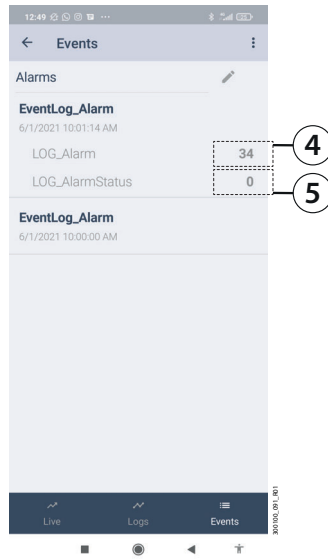 12:49
Events
Alarms
EventLog_Alarm
6/1/2021 10:01:14 AM
LOG_Alarm 34
LOG_AlarmStatus 0
EventLog_Alarm
6/1/2021 10:00:00 AM
4
5
Live Logs Events
300100_091_R01